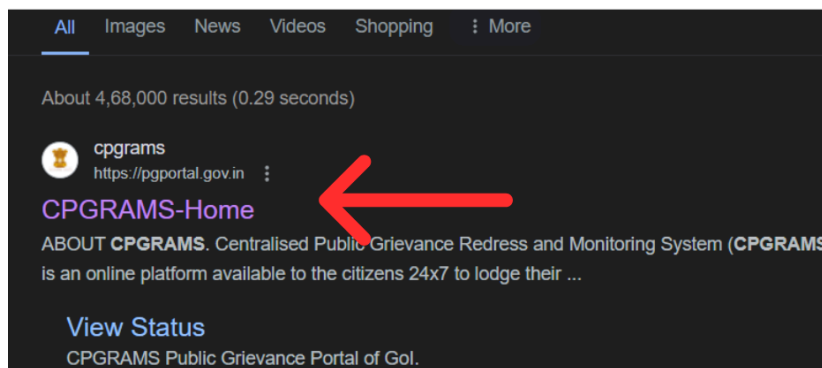 All Images News Videos Shopping More
About 4,68,000 results (0.29 seconds)
cpgrams
https://pgportal.gov.in
CPGRAMS-Home
ABOUT CPGRAMS. Centralised Public Grievance Redress and Monitoring System (CPGRAMS
is an online platform available to the citizens 24x7 to lodge their ...
View Status
CPGRAMS Public Grievance Portal of GoI.